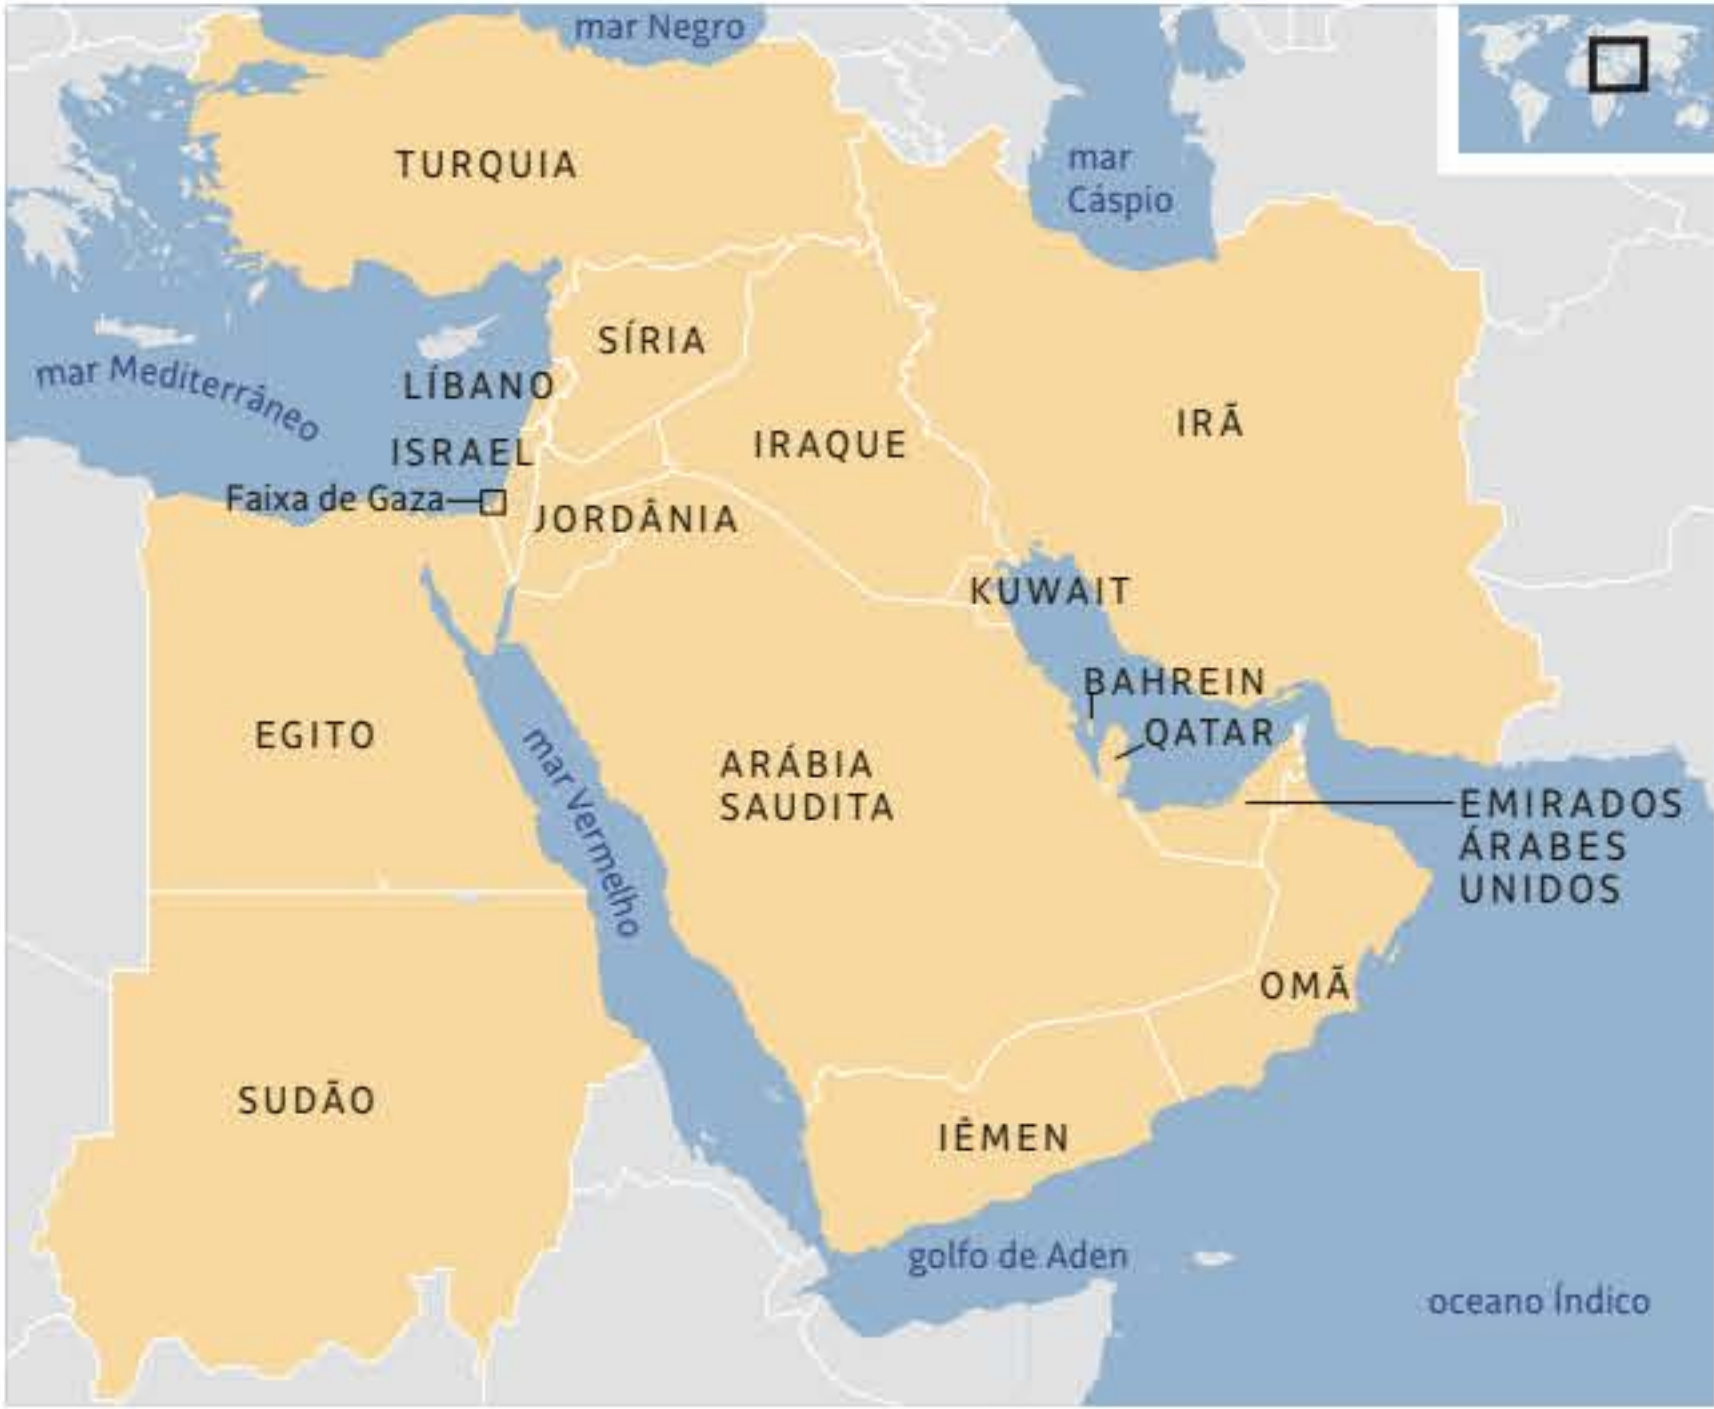 mar Negro
TURQUIA
mar
Cáspio
SÍRIA
mar Mediterrâneo
LÍBANO
IRÃ
IRAQUE
ISRAEL
Faixa de Gaza
JORDÂNIA
KUWAIT
BAHREIN
EGITO
QATAR
mar Vermelho
ARÁBIA
SAUDITA
EMIRADOS
ÁRABES
UNIDOS
OMÃ
SUDÃO
IÊMEN
golfo de Aden
oceano Índico